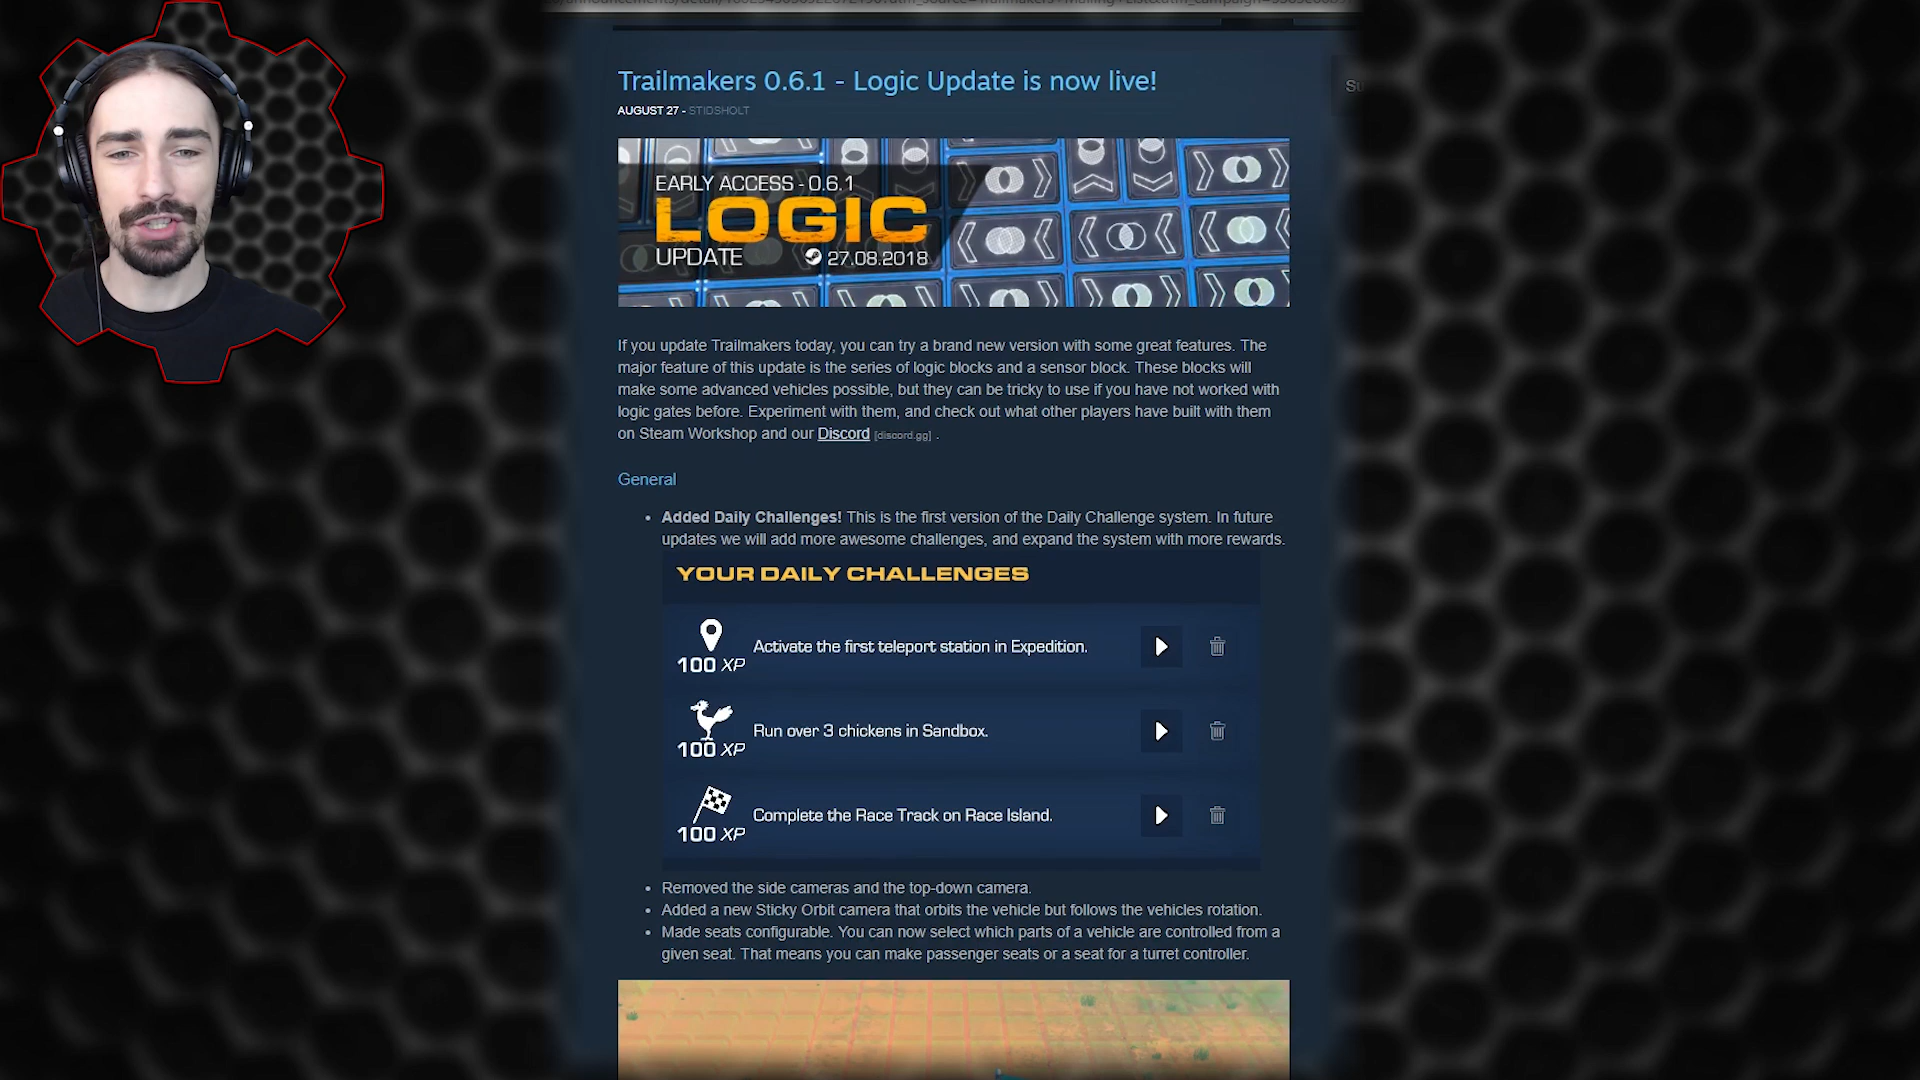 Trailmakers 0.6.1 - Logic Update is now live!
AUGUST 27 - STIDSHOLT
EARLY ACCESS - 0.6.1
LOGIC
UPDATE 27.08.2018
If you update Trailmakers today, you can try a brand new version with some great features. The
major feature of this update is the series of logic blocks and a sensor block. These blocks will
make some advanced vehicles possible, but they can be tricky to use if you have not worked with
logic gates before. Experiment with them, and check out what other players have built with them
on Steam Workshop and our Discord [discord.gg] .
General
• Added Daily Challenges! This is the first version of the Daily Challenge system. In future
updates we will add more awesome challenges, and expand the system with more rewards.
YOUR DAILY CHALLENGES
Activate the first teleport station in Expedition.
100 XP
Run over 3 chickens in Sandbox.
100 XP
Complete the Race Track on Race Island.
100 XP
• Removed the side cameras and the top-down camera.
• Added a new Sticky Orbit camera that orbits the vehicle but follows the vehicles rotation.
• Made seats configurable. You can now select which parts of a vehicle are controlled from a
given seat. That means you can make passenger seats or a seat for a turret controller.